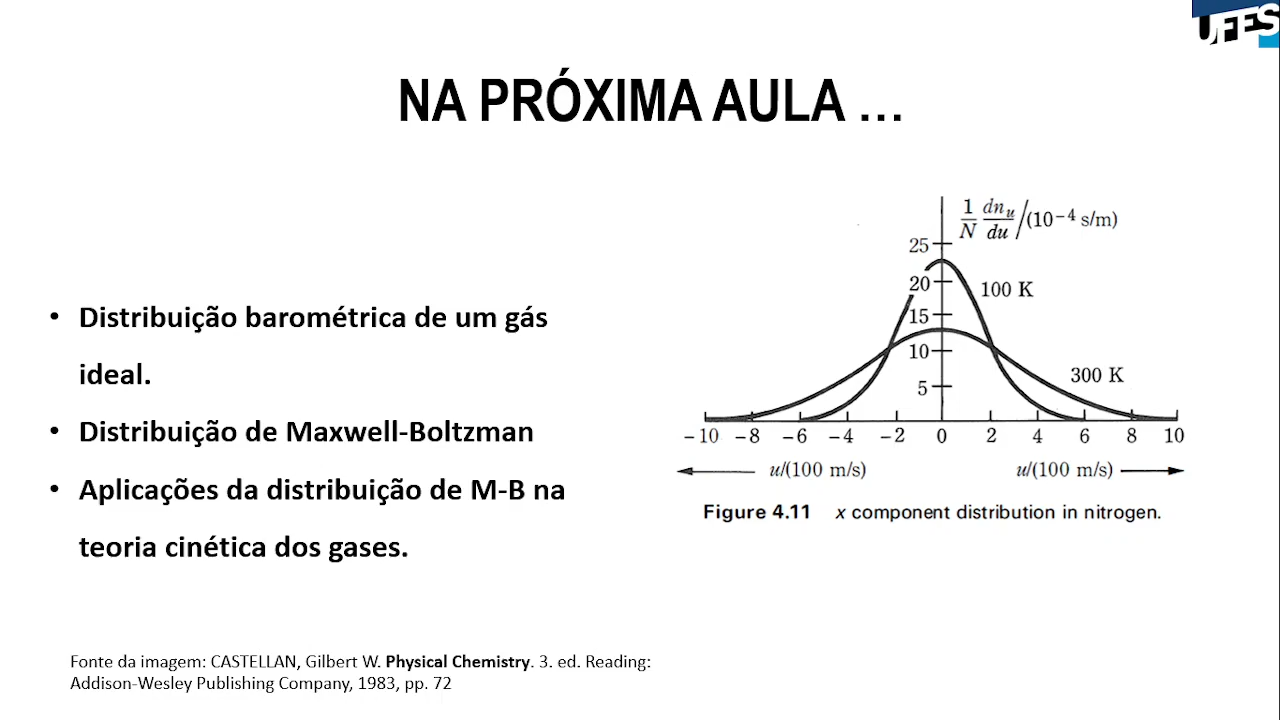 UFES
NA PRÓXIMA AULA ...
• Distribuição barométrica de um gás
ideal.
• Distribuição de Maxwell-Boltzman
• Aplicações da distribuição de M-B na
teoria cinética dos gases.
1/N dn_u/du/(10⁻⁴ s/m)
25
20
100 K
15
10
300 K
5
−10 −8 −6 −4 −2 0 2 4 6 8 10
u/(100 m/s) u/(100 m/s)
Figure 4.11 x component distribution in nitrogen.
Fonte da imagem: CASTELLAN, Gilbert W. Physical Chemistry. 3. ed. Reading:
Addison-Wesley Publishing Company, 1983, pp. 72